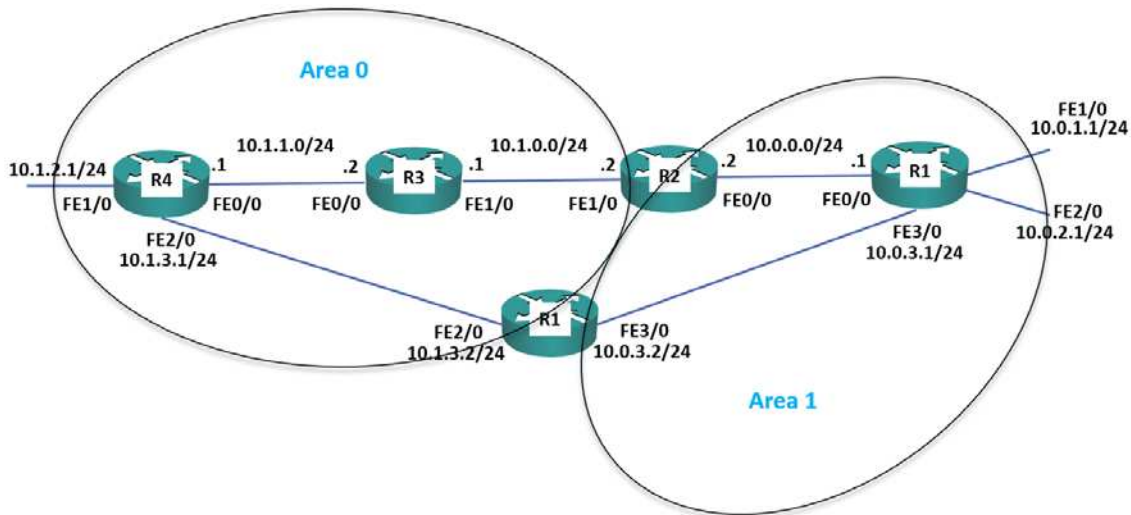 Area 0
FE1/0
10.0.1.1/24
10.1.2.1/24
R4
.1
10.1.1.0/24
.2
R3
.1
10.1.0.0/24
.2
R2
.2
10.0.0.0/24
.1
R1
FE1/0
FE0/0
FE0/0
FE1/0
FE1/0
FE0/0
FE0/0
FE2/0
10.0.2.1/24
FE2/0
10.1.3.1/24
FE3/0
10.0.3.1/24
R1
FE2/0
10.1.3.2/24
FE3/0
10.0.3.2/24
Area 1